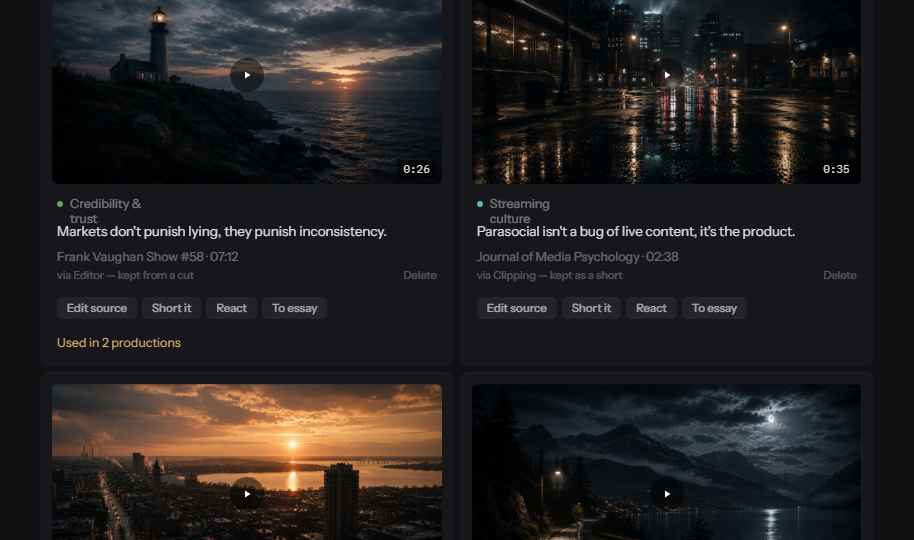 0:26
0:35
Credibility &
trust
Markets don't punish lying, they punish inconsistency.
Frank Vaughan Show #58 · 07:12
via Editor — kept from a cut
Delete
Edit source
Short it
React
To essay
Used in 2 productions
Streaming
culture
Parasocial isn't a bug of live content, it's the product.
Journal of Media Psychology · 02:38
via Clipping — kept as a short
Delete
Edit source
Short it
React
To essay